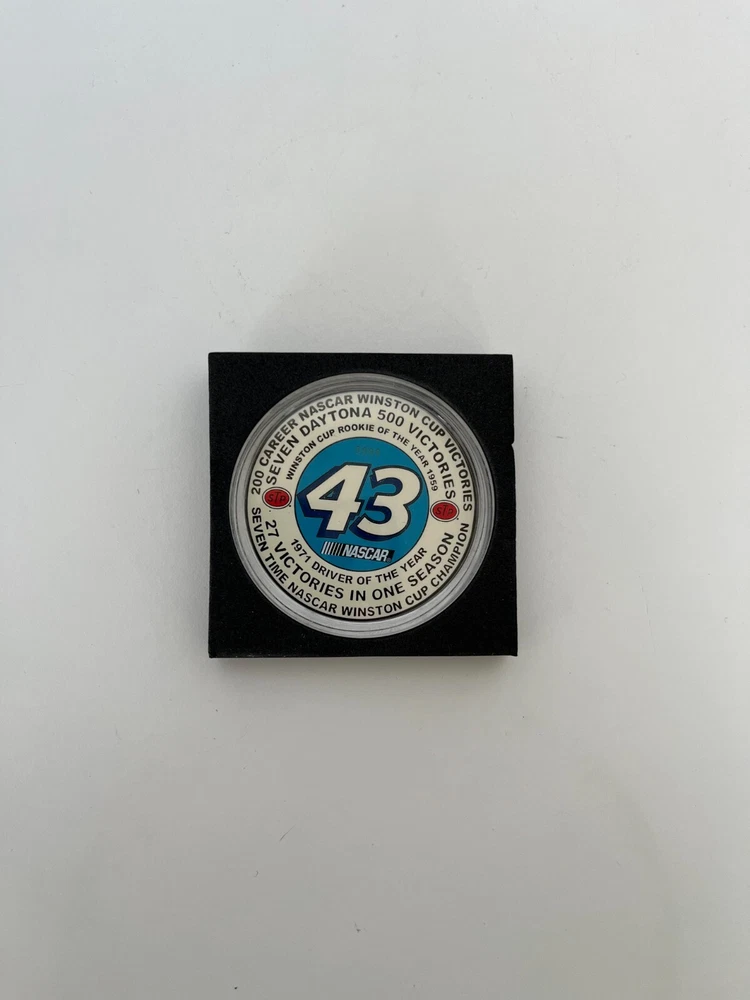 200 CAREER NASCAR WINSTON CUP VICTORIES
SEVEN DAYTONA 500 VICTORIES
WINSTON CUP ROOKIE OF THE YEAR 1959
43
NASCAR
STP
STP
1971 DRIVER OF THE YEAR
27 VICTORIES IN ONE SEASON
SEVEN TIME NASCAR WINSTON CUP CHAMPION